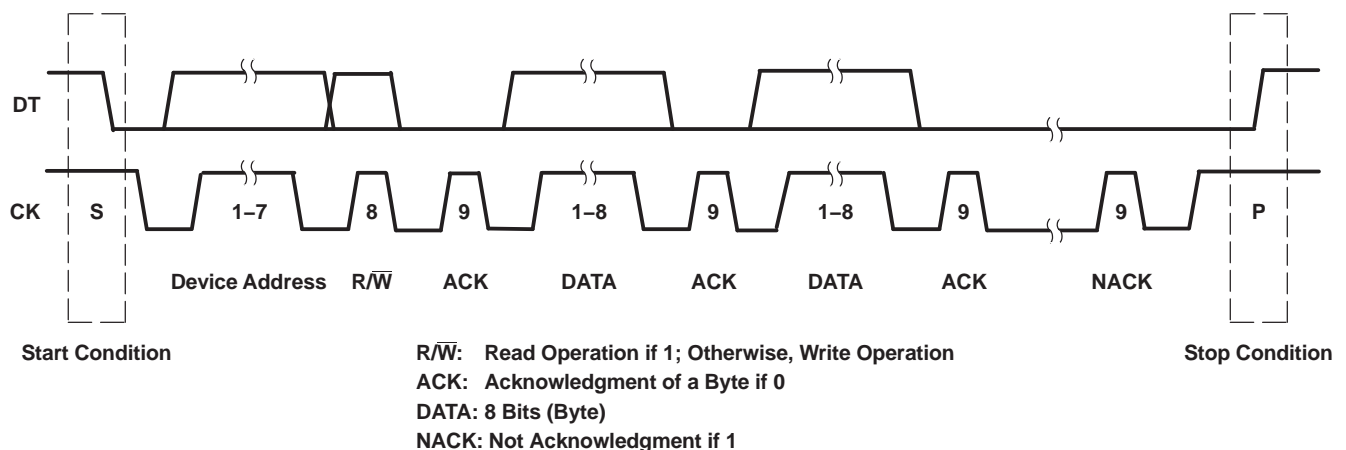 DT
CK S 1–7 8 9 1–8 9 1–8 9 9 P
Device Address R/W̅ ACK DATA ACK DATA ACK NACK
Start Condition
Stop Condition
R/W̅: Read Operation if 1; Otherwise, Write Operation
ACK: Acknowledgment of a Byte if 0
DATA: 8 Bits (Byte)
NACK: Not Acknowledgment if 1